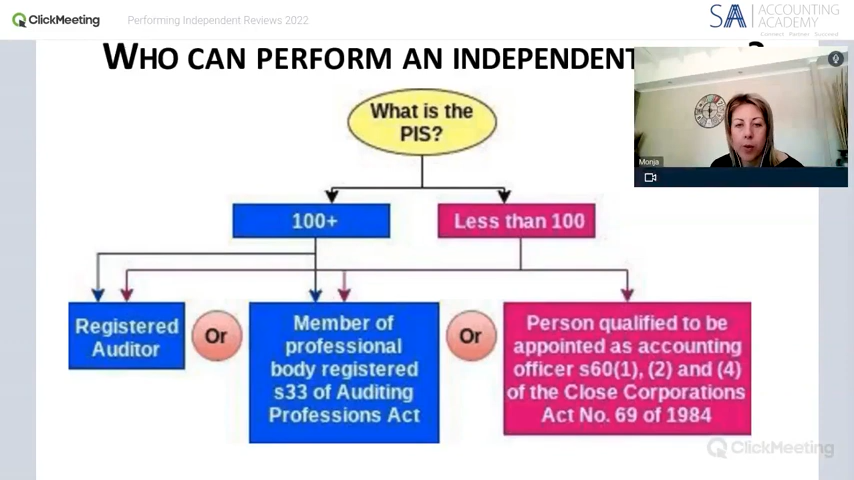 ClickMeeting
Performing Independent Reviews 2022
SA ACCOUNTING
ACADEMY
Connect. Partner. Succeed.
WHO CAN PERFORM AN INDEPENDENT ?
Monja
What is the
PIS?
100+
Less than 100
Registered
Auditor
Or
Member of
professional
body registered
s33 of Auditing
Professions Act
Or
Person qualified to be
appointed as accounting
officer s60(1), (2) and (4)
of the Close Corporations
Act No. 69 of 1984
ClickMeeting